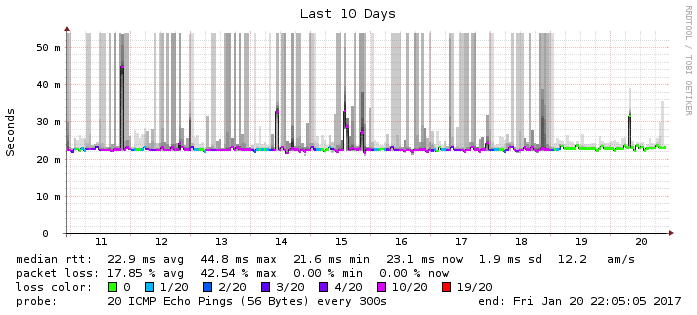 Last 10 Days
RRDTOOL / TOBI OETIKER
Seconds
50 m
40 m
30 m
20 m
10 m
0
11 12 13 14 15 16 17 18 19 20
median rtt: 22.9 ms avg 44.8 ms max 21.6 ms min 23.1 ms now 1.9 ms sd 12.2 am/s
packet loss: 17.85 % avg 42.54 % max 0.00 % min 0.00 % now
loss color: 0 1/20 2/20 3/20 4/20 10/20 19/20
probe: 20 ICMP Echo Pings (56 Bytes) every 300s end: Fri Jan 20 22:05:05 2017